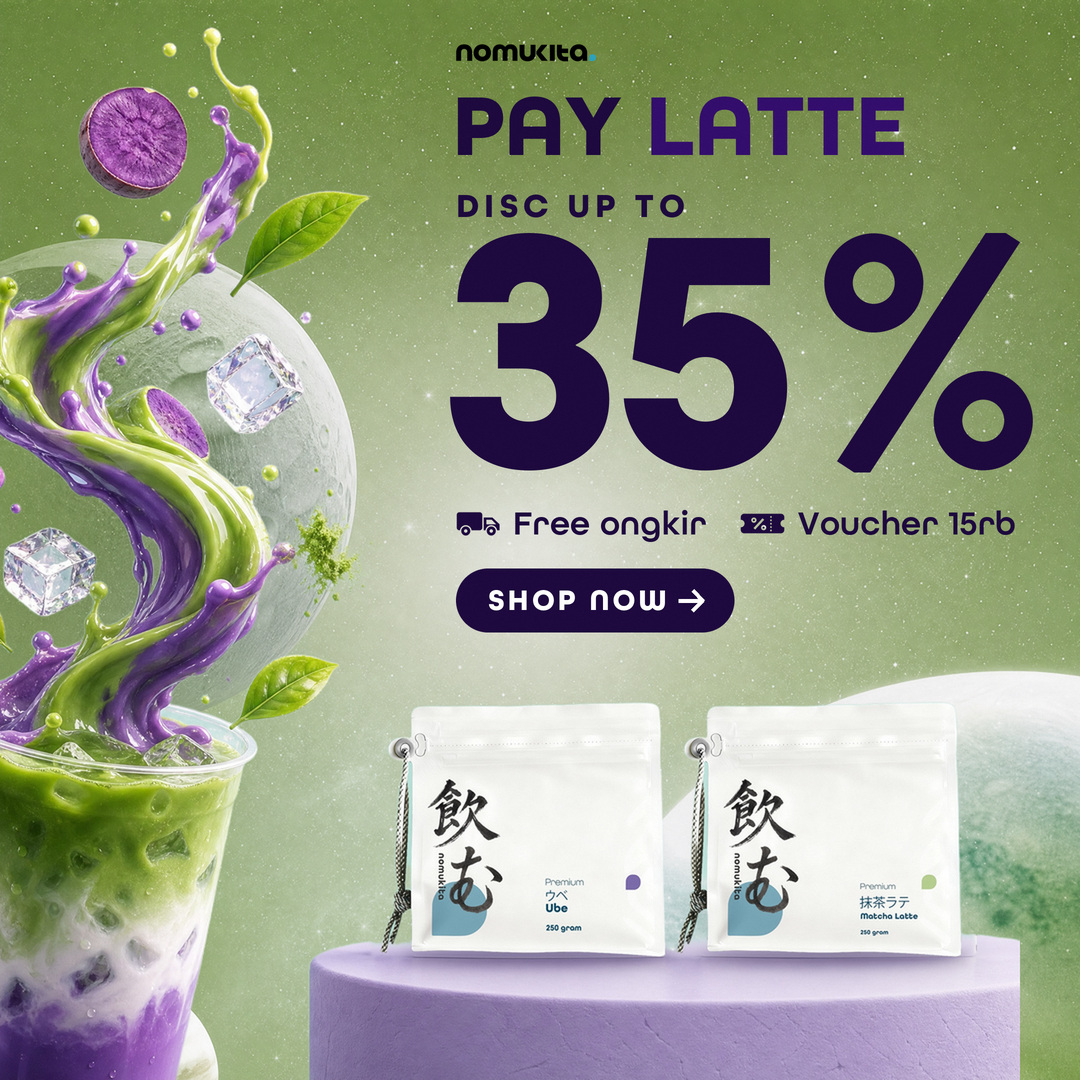 nomukita.
PAY LATTE
DISC UP TO
35%
Free ongkir
Voucher 15rb
SHOP NOW →
飲む
nomukita
Premium
ウベ
Ube
250 gram
飲む
nomukita
Premium
抹茶ラテ
Matcha Latte
250 gram